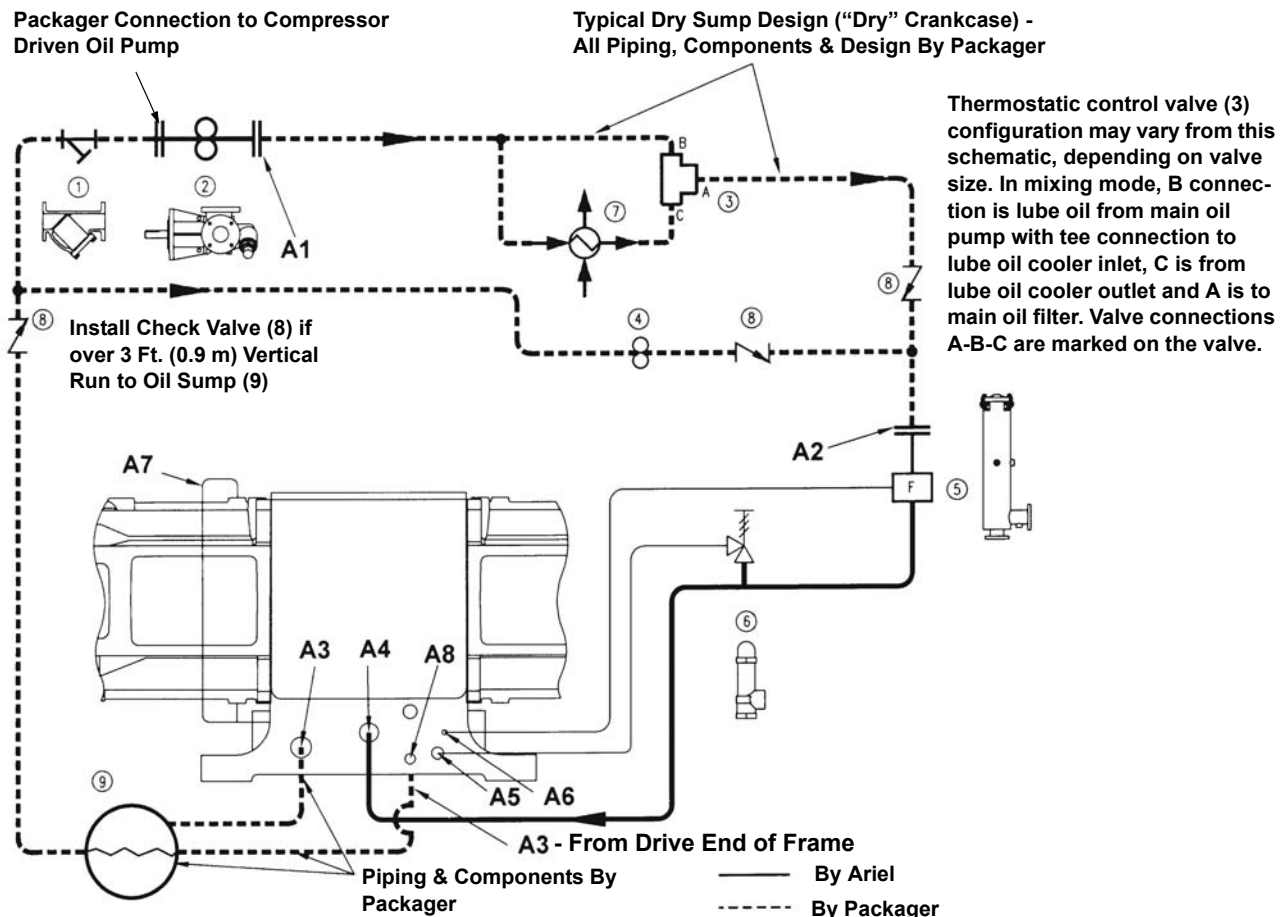 Packager Connection to Compressor
Driven Oil Pump
Typical Dry Sump Design (“Dry” Crankcase) -
All Piping, Components & Design By Packager
Thermostatic control valve (3)
configuration may vary from this
schematic, depending on valve
size. In mixing mode, B connec-
tion is lube oil from main oil
pump with tee connection to
lube oil cooler inlet, C is from
lube oil cooler outlet and A is to
main oil filter. Valve connections
A-B-C are marked on the valve.
B
A
C
1
2
3
7
A1
8
8
Install Check Valve (8) if
over 3 Ft. (0.9 m) Vertical
Run to Oil Sump (9)
4
8
A2
F
5
A7
6
A3
A4
A8
9
A5
A6
A3 - From Drive End of Frame
Piping & Components By
Packager
By Ariel
By Packager